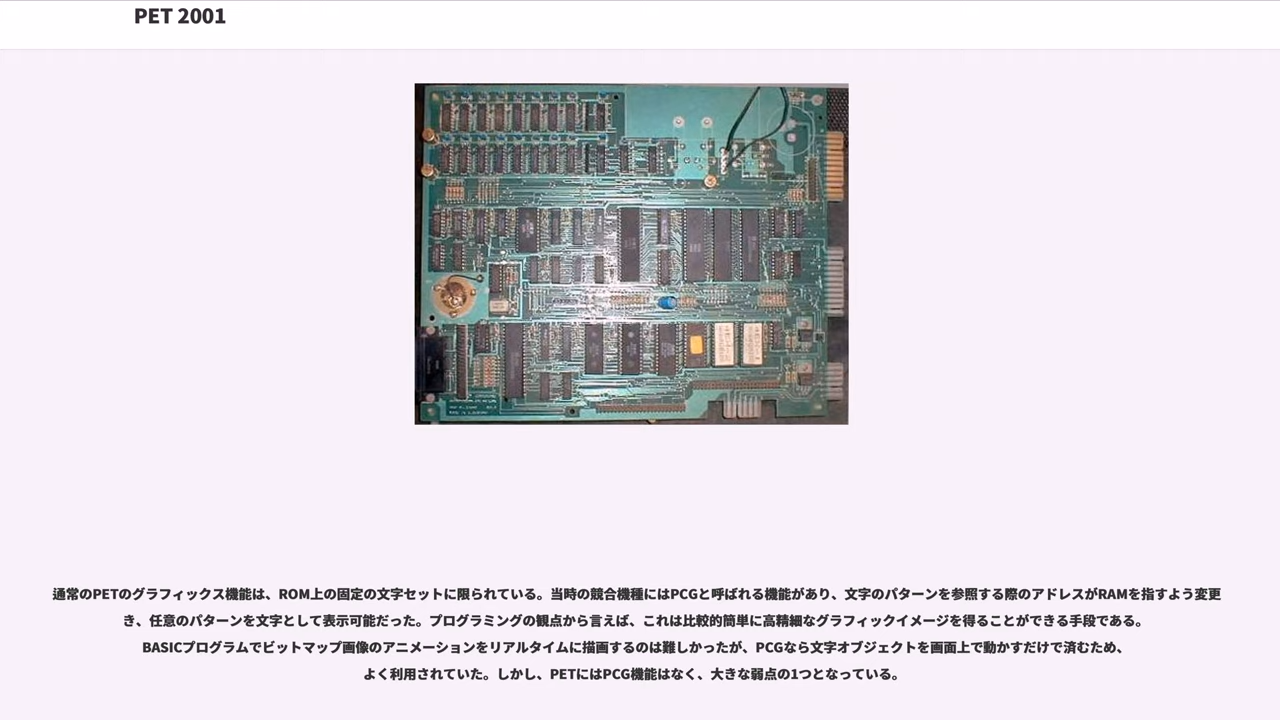 PET 2001
通常のPETのグラフィックス機能は、ROM上の固定の文字セットに限られている。当時の競合機種にはPCGと呼ばれる機能があり、文字のパターンを参照する際のアドレスがRAMを指すよう変更
き、任意のパターンを文字として表示可能だった。プログラミングの観点から言えば、これは比較的簡単に高精細なグラフィックイメージを得ることができる手段である。
BASICプログラムでビットマップ画像のアニメーションをリアルタイムに描画するのは難しかったが、PCGなら文字オブジェクトを画面上で動かすだけで済むため、
よく利用されていた。しかし、PETにはPCG機能はなく、大きな弱点の1つとなっている。